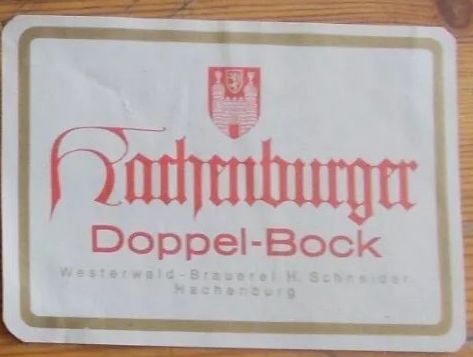 Hachenburger
Doppel-Bock
Westerwald-Brauerei H. Schneider
Hachenburg